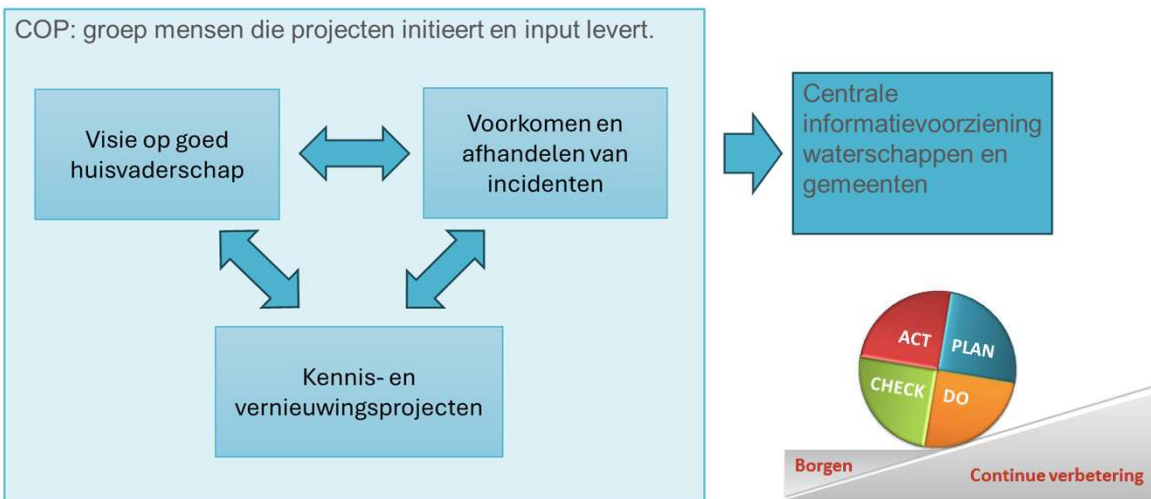 COP: groep mensen die projecten initieert en input levert.
Visie op goed
huisvaderschap
Voorkomen en
afhandelen van
incidenten
Kennis- en
vernieuwingsprojecten
Centrale
informatievoorziening
waterschappen en
gemeenten
ACT
PLAN
CHECK
DO
Borgen
Continue verbetering